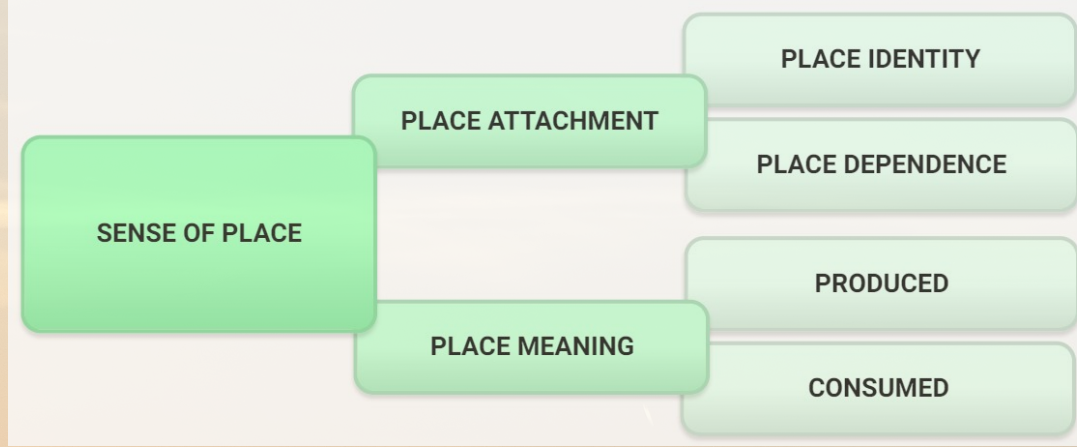 SENSE OF PLACE
PLACE ATTACHMENT
PLACE IDENTITY
PLACE DEPENDENCE
PLACE MEANING
PRODUCED
CONSUMED